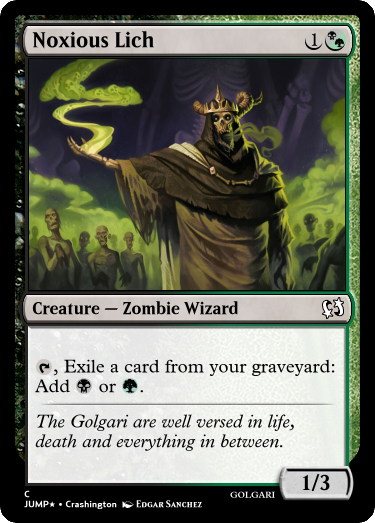 Noxious Lich 1
Creature — Zombie Wizard
, Exile a card from your graveyard:
Add or .
The Golgari are well versed in life,
death and everything in between.
1/3
C
JUMP★ • Crashington EDGAR SANCHEZ GOLGARI